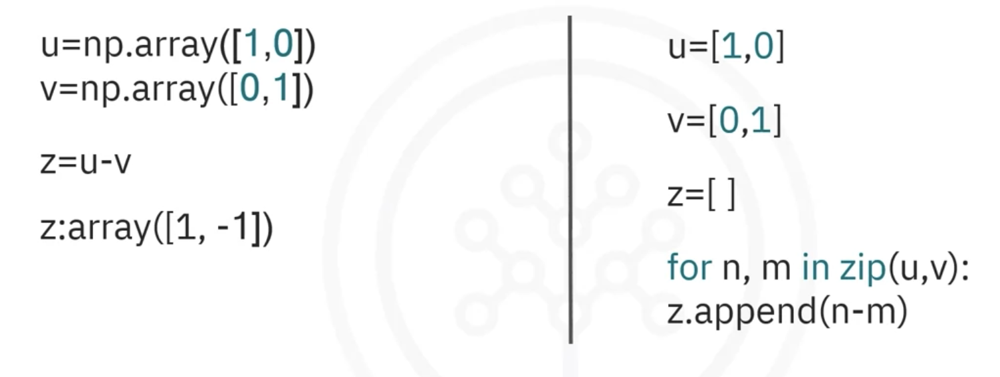 u=np.array([1,0])
v=np.array([0,1])
z=u-v
z:array([1, -1])
u=[1,0]
v=[0,1]
z=[ ]
for n, m in zip(u,v):
z.append(n-m)